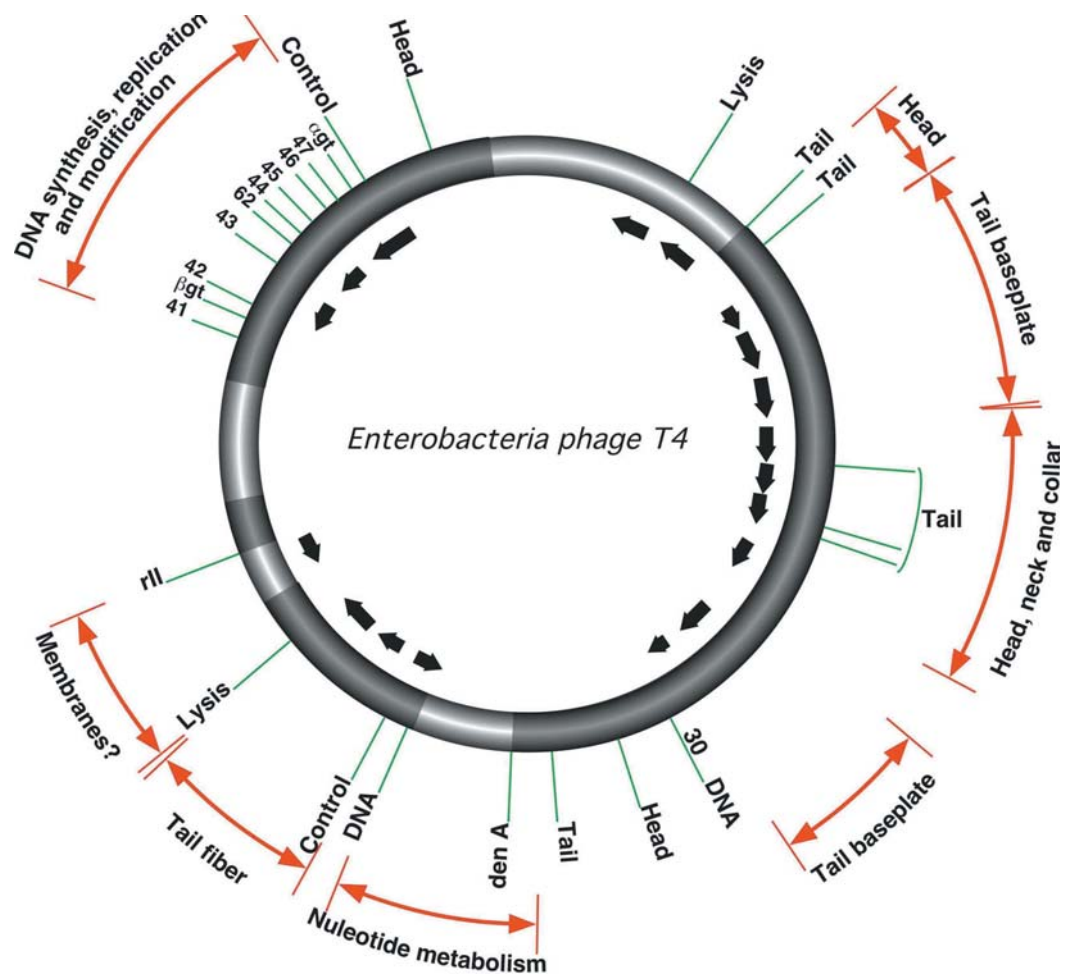 DNA synthesis, replication
and modification
Control
Head
Lysis
Head
Tail
Tail
Tail baseplate
αgt
47
46
45
44
62
43
42
βgt
41
Enterobacteria phage T4
Tail
Head, neck and collar
rII
Membranes?
Lysis
Tail fiber
Control
DNA
den A
Tail
Head
30
DNA
Tail baseplate
Nuleotide metabolism